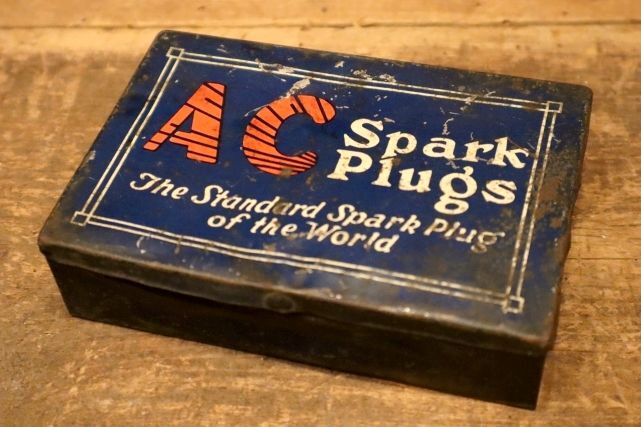 AC Spark
Plugs
The Standard Spark Plug
of the World